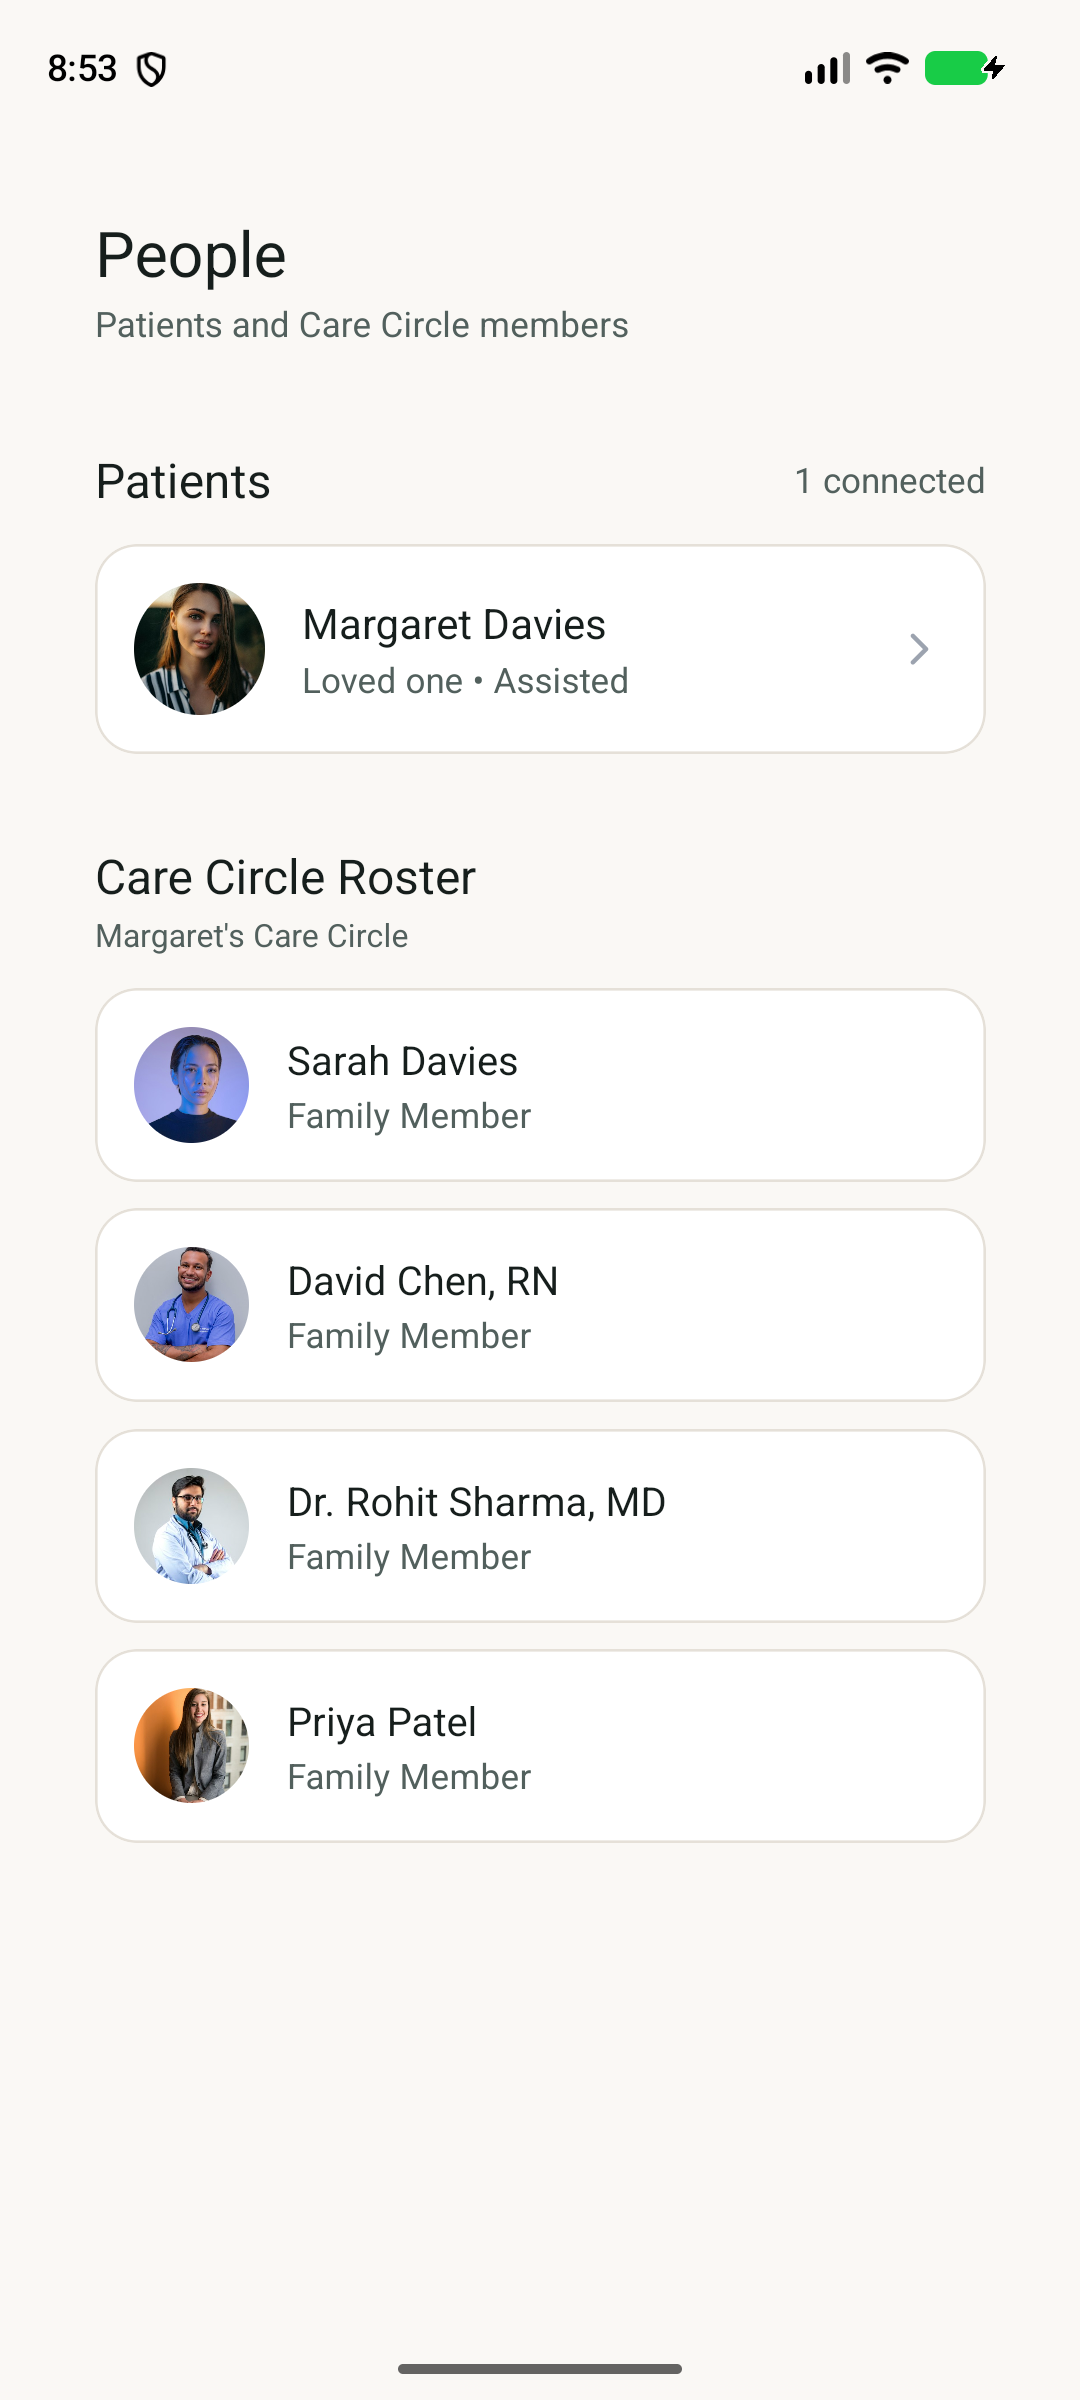 8:53
People
Patients and Care Circle members
Patients
1 connected
Margaret Davies
Loved one • Assisted
Care Circle Roster
Margaret's Care Circle
Sarah Davies
Family Member
David Chen, RN
Family Member
Dr. Rohit Sharma, MD
Family Member
Priya Patel
Family Member